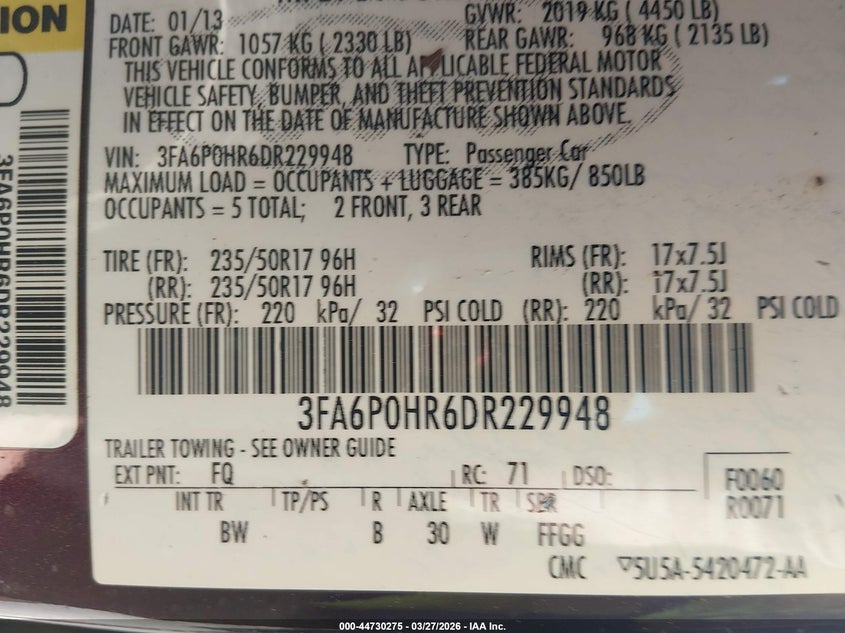 ION
DATE: 01/13
GVWR: 2019 KG ( 4450 LB)
FRONT GAWR: 1057 KG ( 2330 LB)
REAR GAWR: 968 KG ( 2135 LB)
THIS VEHICLE CONFORMS TO ALL APPLICABLE FEDERAL MOTOR
VEHICLE SAFETY, BUMPER, AND THEFT PREVENTION STANDARDS
IN EFFECT ON THE DATE OF MANUFACTURE SHOWN ABOVE.
VIN: 3FA6P0HR6DR229948 TYPE: Passenger Car
MAXIMUM LOAD = OCCUPANTS + LUGGAGE = 385KG/ 850LB
OCCUPANTS = 5 TOTAL; 2 FRONT, 3 REAR
TIRE (FR): 235/50R17 96H RIMS (FR): 17x7.5J
(RR): 235/50R17 96H (RR): 17x7.5J
PRESSURE (FR): 220 kPa/ 32 PSI COLD (RR): 220 kPa/ 32 PSI COLD
3FA6P0HR6DR229948
3FA6P0HR6DR229948
TRAILER TOWING - SEE OWNER GUIDE
EXT PNT: FQ RC: 71 DSO:
F0060
R0071
INT TR TP/PS R AXLE TR SPR
BW B 30 W FFGG
CMC ▽5U5A-5420472-AA
000-44730275 - 03/27/2026 - IAA Inc.